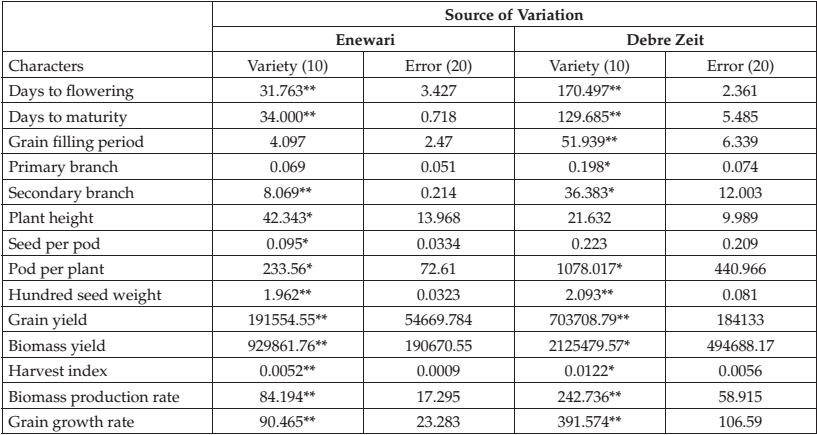 Source of Variation
Enewari Debre Zeit
Characters Variety (10) Error (20) Variety (10) Error (20)
Days to flowering 31.763** 3.427 170.497** 2.361
Days to maturity 34.000** 0.718 129.685** 5.485
Grain filling period 4.097 2.47 51.939** 6.339
Primary branch 0.069 0.051 0.198* 0.074
Secondary branch 8.069** 0.214 36.383* 12.003
Plant height 42.343* 13.968 21.632 9.989
Seed per pod 0.095* 0.0334 0.223 0.209
Pod per plant 233.56* 72.61 1078.017* 440.966
Hundred seed weight 1.962** 0.0323 2.093** 0.081
Grain yield 191554.55** 54669.784 703708.79** 184133
Biomass yield 929861.76** 190670.55 2125479.57* 494688.17
Harvest index 0.0052** 0.0009 0.0122* 0.0056
Biomass production rate 84.194** 17.295 242.736** 58.915
Grain growth rate 90.465** 23.283 391.574** 106.59